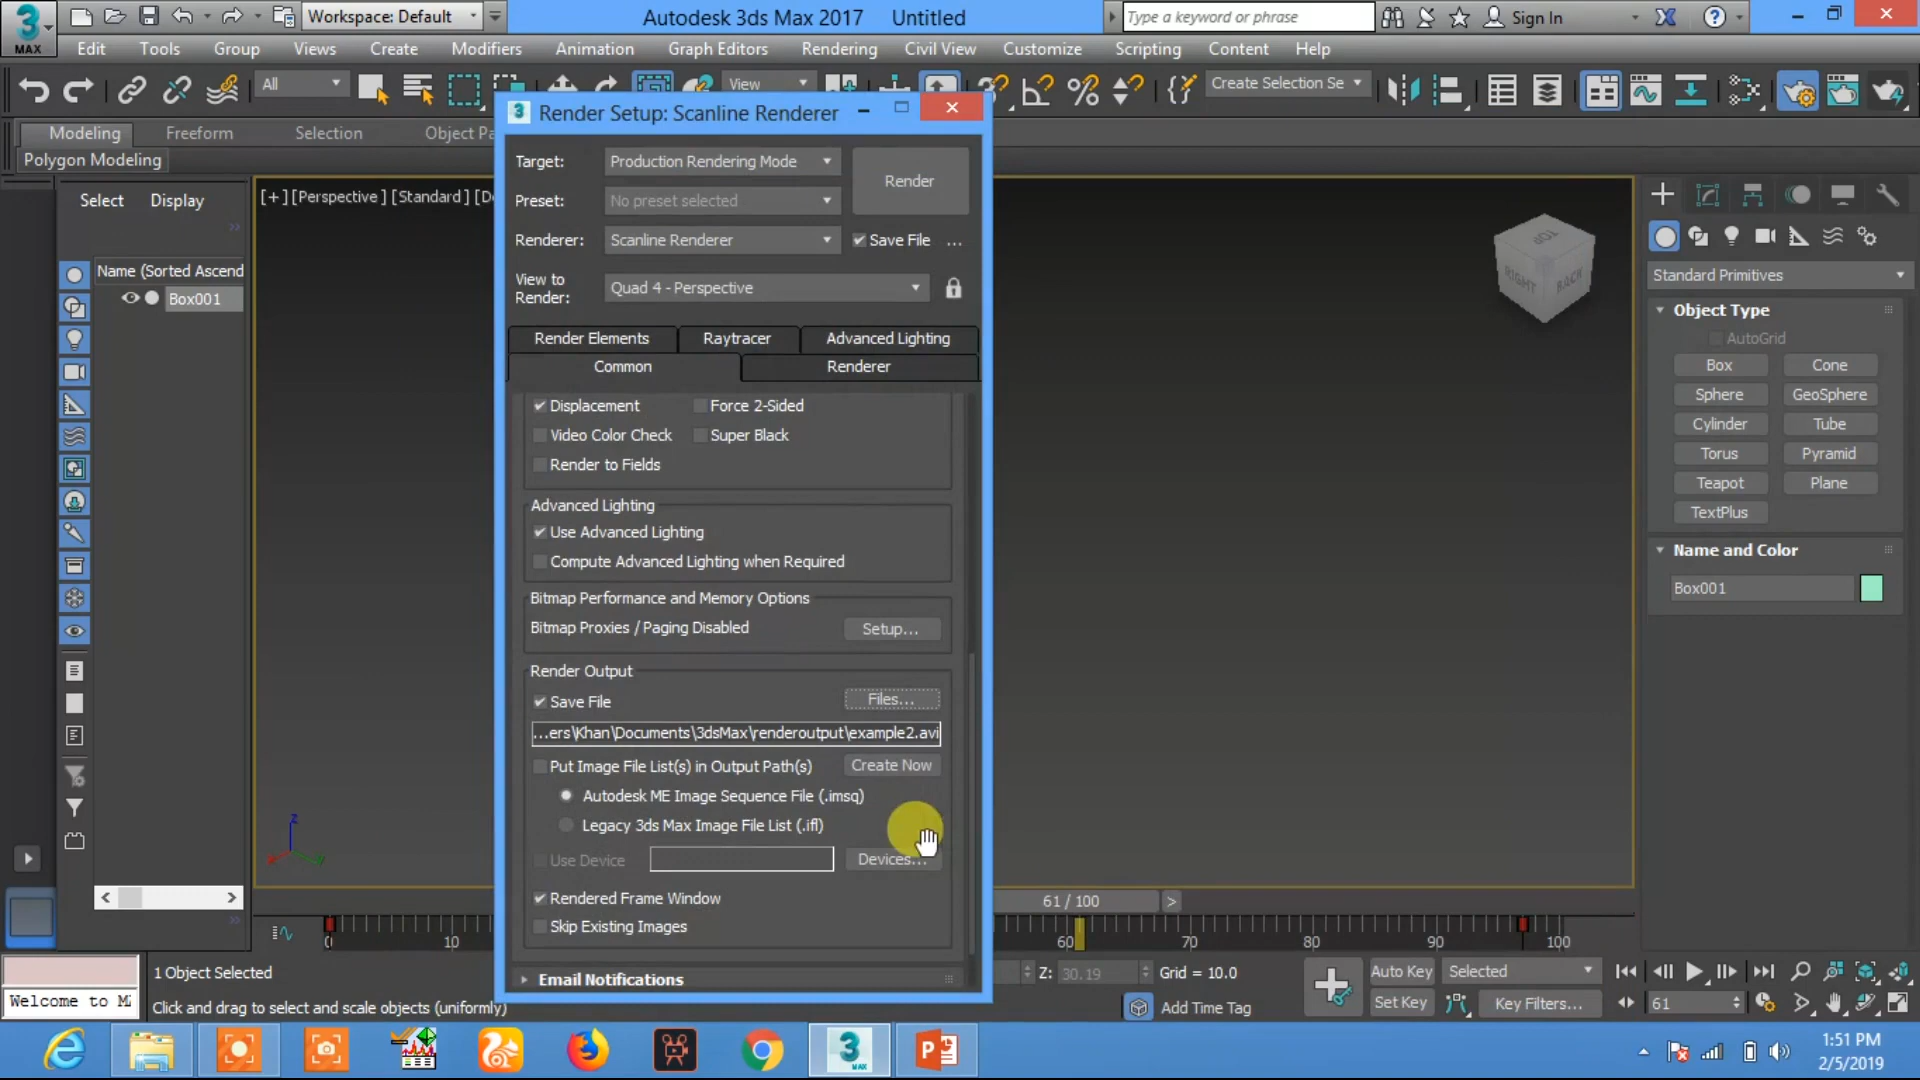 Workspace: Default
Autodesk 3ds Max 2017 Untitled
Type a keyword or phrase
Sign In
MAX
Edit Tools Group Views Create Modifiers Animation Graph Editors Rendering Civil View Customize Scripting Content Help
All
View
Create Selection Se
Modeling Freeform Selection Object Pa
Polygon Modeling
Select Display
Name (Sorted Ascend
Box001
[+] [Perspective ] [Standard ] [D
Render Setup: Scanline Renderer
Target: Production Rendering Mode
Render
Preset: No preset selected
Renderer: Scanline Renderer
Save File ...
View to
Render:
Quad 4 - Perspective
Render Elements Raytracer Advanced Lighting
Common Renderer
Displacement Force 2-Sided
Video Color Check Super Black
Render to Fields
Advanced Lighting
Use Advanced Lighting
Compute Advanced Lighting when Required
Bitmap Performance and Memory Options
Bitmap Proxies / Paging Disabled Setup...
Render Output
Save File Files...
...ers\Khan\Documents\3dsMax\renderoutput\example2.avi
Put Image File List(s) in Output Path(s) Create Now
Autodesk ME Image Sequence File (.imsq)
Legacy 3ds Max Image File List (.ifl)
Use Device Devices...
Rendered Frame Window
Skip Existing Images
Email Notifications
TOP
RIGHT BACK
Standard Primitives
Object Type
AutoGrid
Box Cone
Sphere GeoSphere
Cylinder Tube
Torus Pyramid
Teapot Plane
TextPlus
Name and Color
Box001
z
61 / 100 >
0 10 60 70 80 90 100
1 Object Selected
Z: 30.19 Grid = 10.0
Auto Key Selected
Welcome to M
Click and drag to select and scale objects (uniformly)
Add Time Tag
Set Key Key Filters... 61
3
MAX
P
1:51 PM
2/5/2019